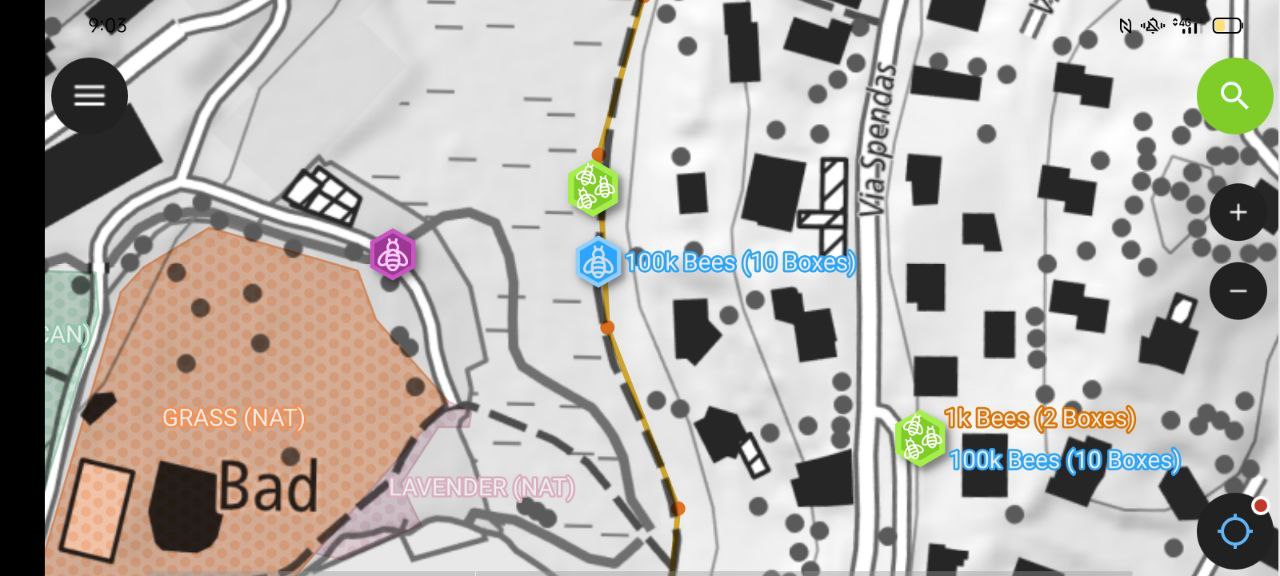 9:03
4G
Via Spendas
100k Bees (10 Boxes)
CAN)
GRASS (NAT)
1k Bees (2 Boxes)
100k Bees (10 Boxes)
Bad
LAVENDER (NAT)